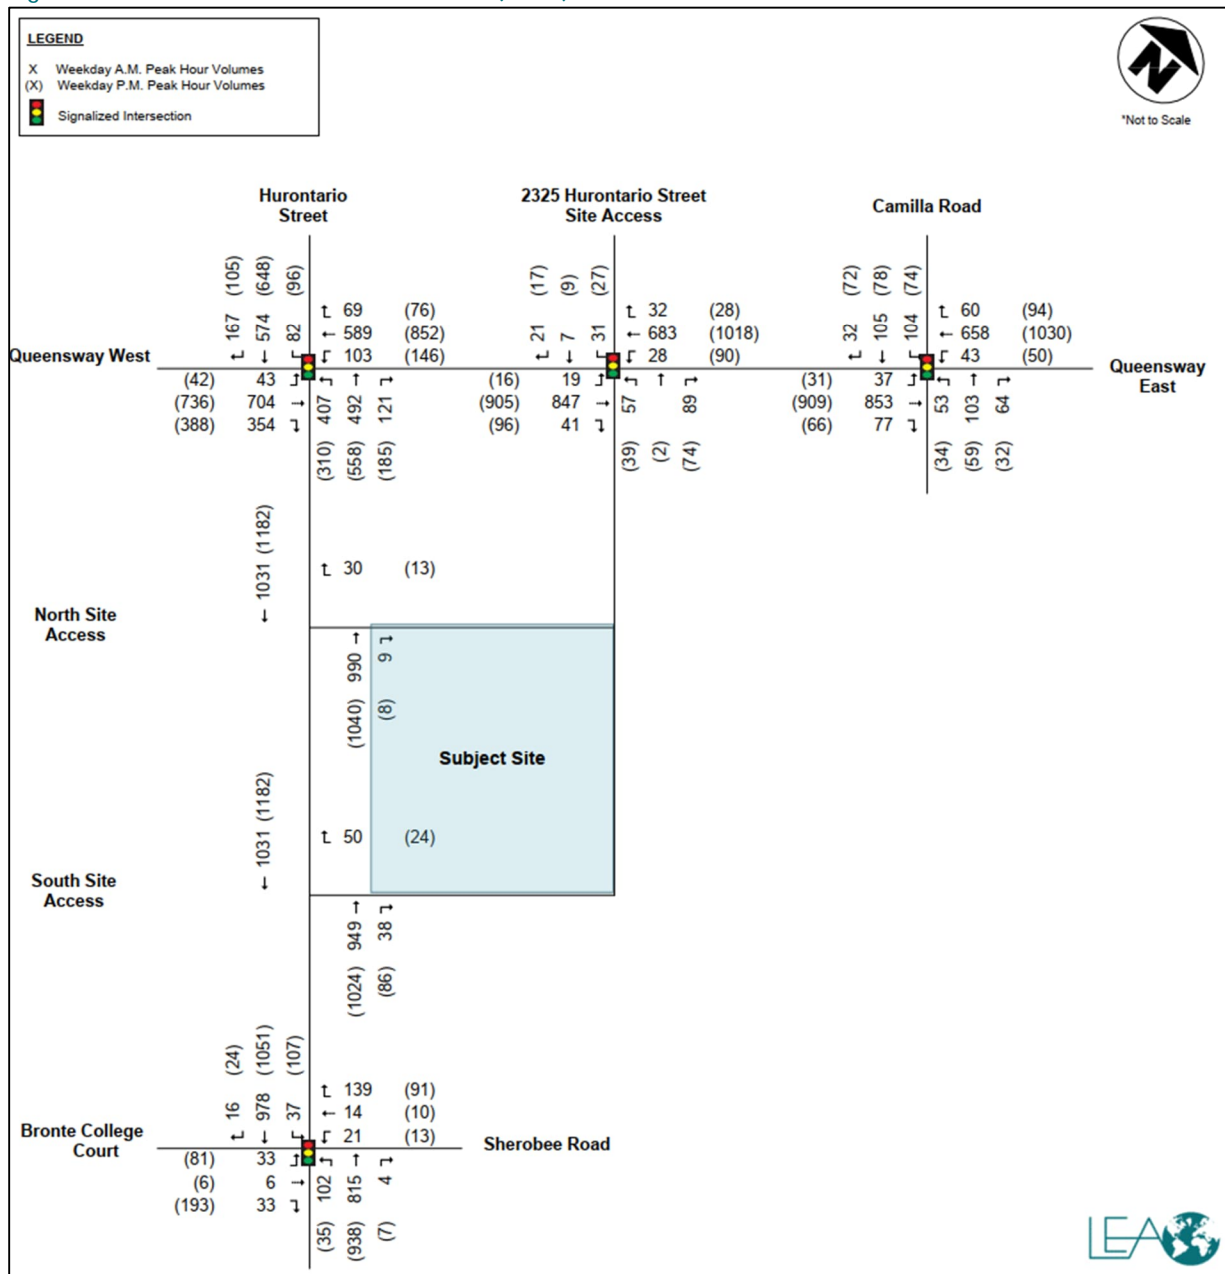 LEGEND
X Weekday A.M. Peak Hour Volumes
(X) Weekday P.M. Peak Hour Volumes
Signalized Intersection
N
*Not to Scale
Hurontario
Street
2325 Hurontario Street
Site Access
Camilla Road
(105) (648) (96)
167 574 82
69 (76)
589 (852)
103 (146)
(17) (9) (27)
21 7 31
32 (28)
683 (1018)
28 (90)
(72) (78) (74)
32 105 104
60 (94)
658 (1030)
43 (50)
Queensway West
Queensway
East
(42) 43
(736) 704
(388) 354
407 492 121
(310) (558) (185)
(16) 19
(905) 847
(96) 41
57 89
(39) (2) (74)
(31) 37
(909) 853
(66) 77
53 103 64
(34) (59) (32)
1031 (1182)
30 (13)
North Site
Access
990 9
(1040) (8)
Subject Site
1031 (1182)
50 (24)
South Site
Access
949 38
(1024) (86)
(24) (1051) (107)
16 978 37
139 (91)
14 (10)
21 (13)
Bronte College
Court
Sherobee Road
(81) 33
(6) 6
(193) 33
102 815 4
(35) (938) (7)
LEA